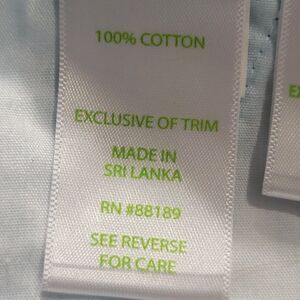 100% COTTON
EXCLUSIVE OF TRIM
MADE IN
SRI LANKA
RN #88189
SEE REVERSE
FOR CARE